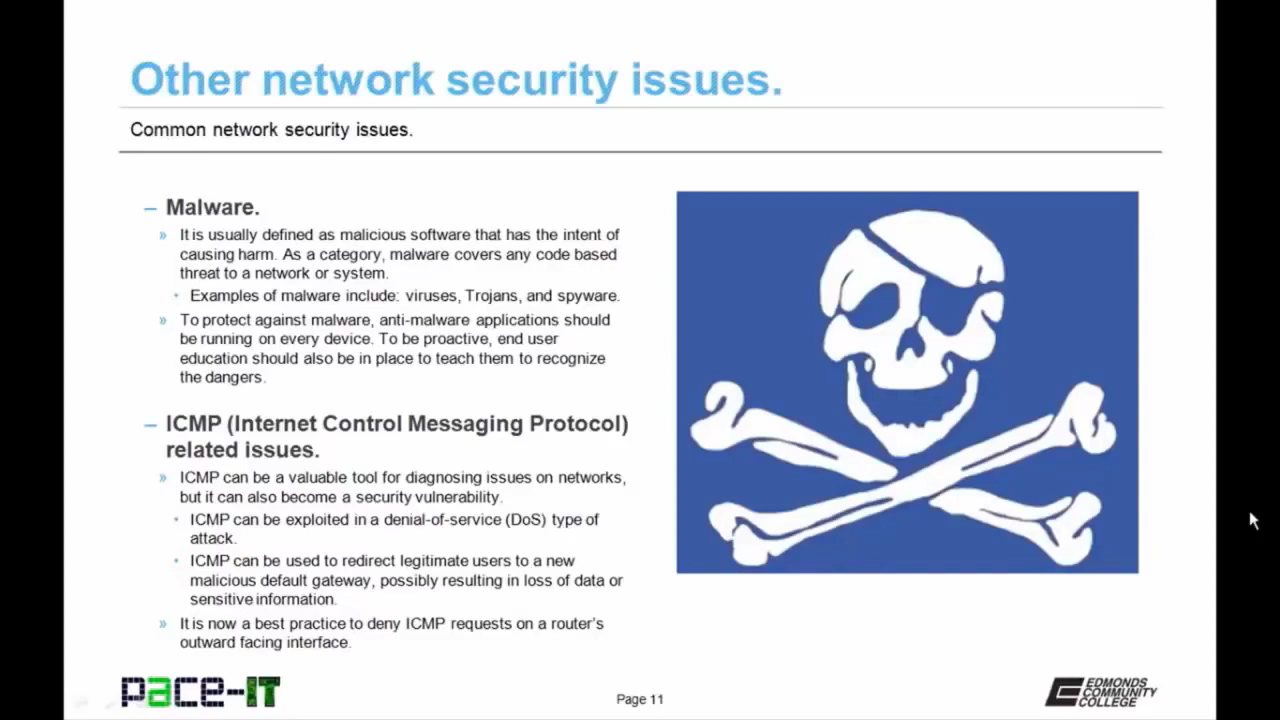 Other network security issues.
Common network security issues.
– Malware.
» It is usually defined as malicious software that has the intent of
causing harm. As a category, malware covers any code based
threat to a network or system.
• Examples of malware include: viruses, Trojans, and spyware.
» To protect against malware, anti-malware applications should
be running on every device. To be proactive, end user
education should also be in place to teach them to recognize
the dangers.
– ICMP (Internet Control Messaging Protocol)
related issues.
» ICMP can be a valuable tool for diagnosing issues on networks,
but it can also become a security vulnerability.
• ICMP can be exploited in a denial-of-service (DoS) type of
attack.
• ICMP can be used to redirect legitimate users to a new
malicious default gateway, possibly resulting in loss of data or
sensitive information.
» It is now a best practice to deny ICMP requests on a router's
outward facing interface.
pace-IT
Page 11
EDMONDS
COMMUNITY
COLLEGE